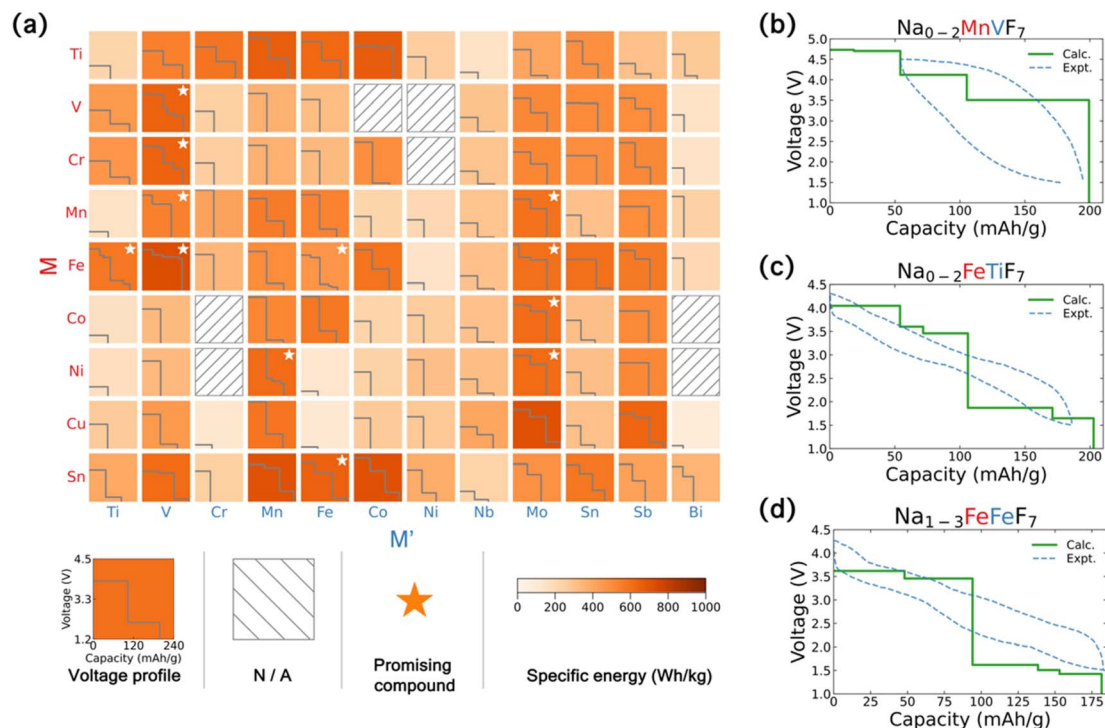 (a)
Ti
V
Cr
Mn
Fe
Co
Ni
Cu
Sn
M
Ti V Cr Mn Fe Co Ni Nb Mo Sn Sb Bi
M'
4.5
3.3
1.2
Voltage (V)
0 120 240
Capacity (mAh/g)
Voltage profile
N / A
Promising
compound
0 200 400 600 800 1000
Specific energy (Wh/kg)
(b)
Na₀₋₂MnVF₇
5.0
4.5
4.0
3.5
3.0
2.5
2.0
1.5
1.0
Voltage (V)
Calc.
Expt.
0 50 100 150 200
Capacity (mAh/g)
(c)
Na₀₋₂FeTiF₇
4.5
4.0
3.5
3.0
2.5
2.0
1.5
1.0
Voltage (V)
Calc.
Expt.
0 50 100 150 200
Capacity (mAh/g)
(d)
Na₁₋₃FeFeF₇
4.5
4.0
3.5
3.0
2.5
2.0
1.5
1.0
Voltage (V)
Calc.
Expt.
0 25 50 75 100 125 150 175
Capacity (mAh/g)